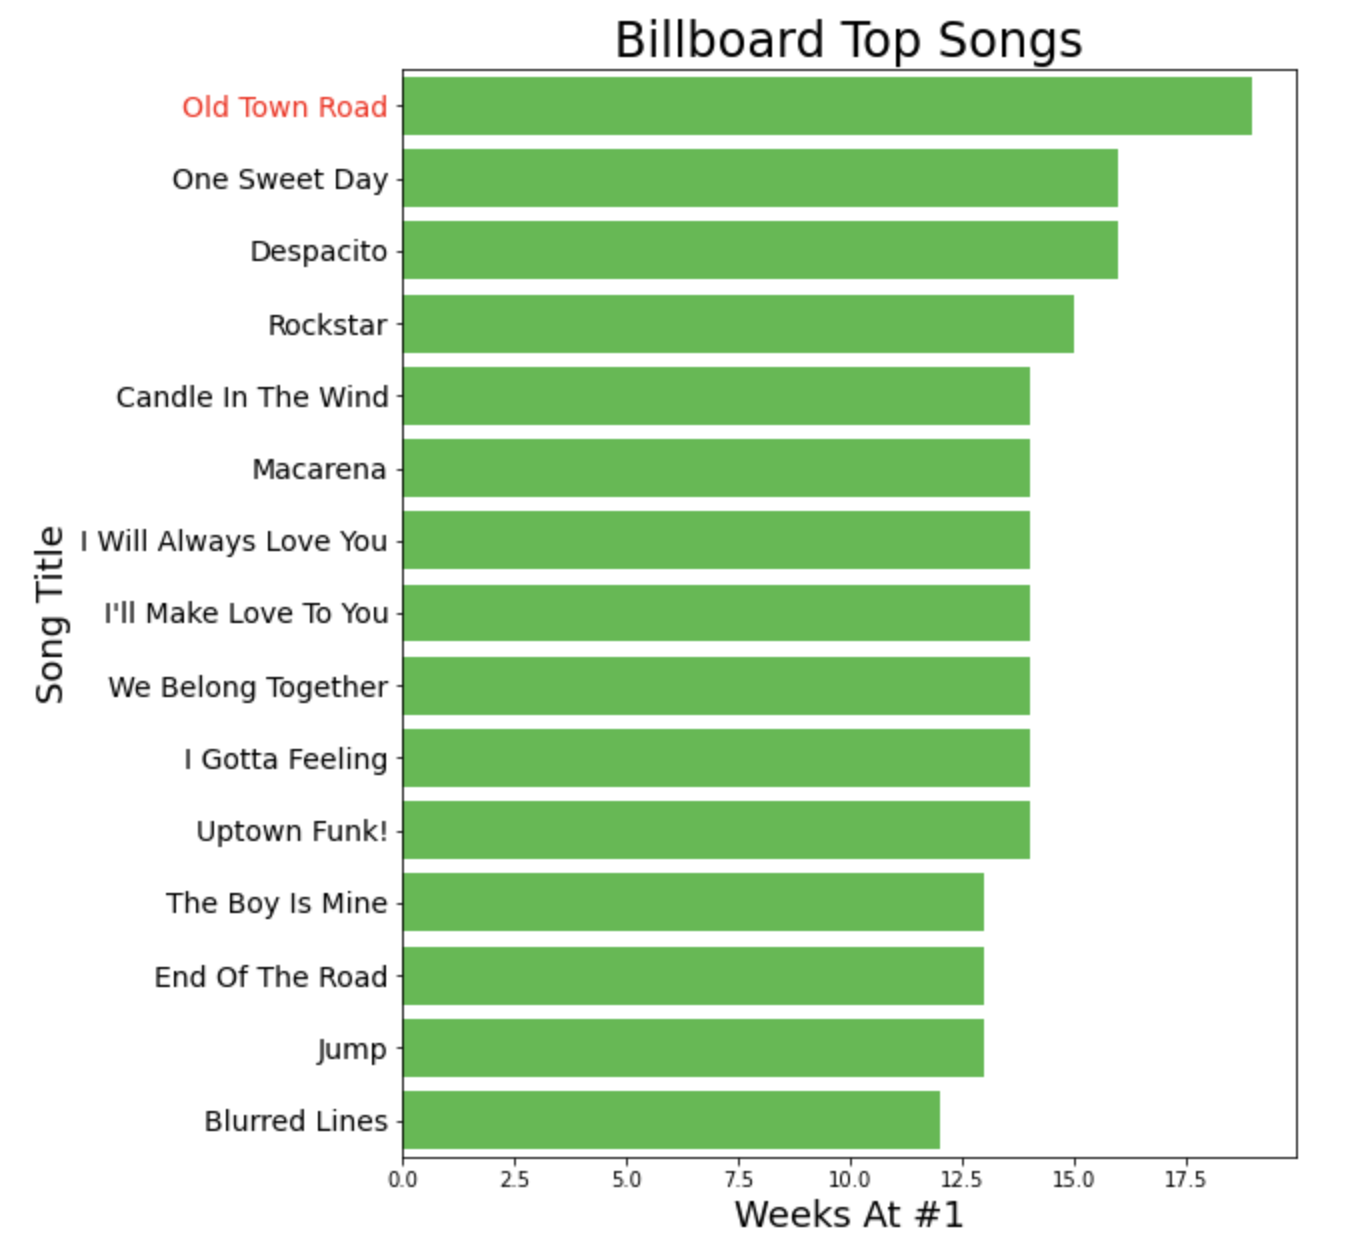 Billboard Top Songs
Old Town Road
One Sweet Day
Despacito
Rockstar
Candle In The Wind
Macarena
I Will Always Love You
I'll Make Love To You
We Belong Together
I Gotta Feeling
Uptown Funk!
The Boy Is Mine
End Of The Road
Jump
Blurred Lines
Song Title
0.0 2.5 5.0 7.5 10.0 12.5 15.0 17.5
Weeks At #1